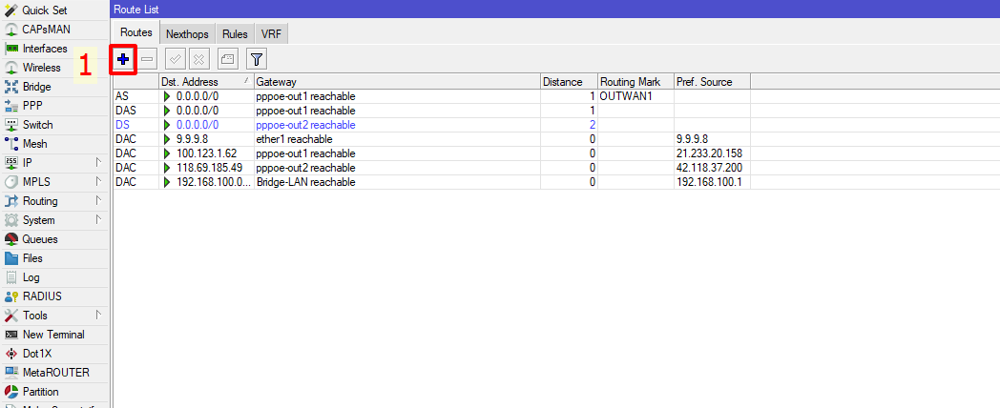 Quick Set
CAPsMAN
Interfaces
Wireless
Bridge
PPP
Switch
Mesh
IP
MPLS
Routing
System
Queues
Files
Log
RADIUS
Tools
New Terminal
Dot1X
MetaROUTER
Partition
1
Route List
Routes Nexthops Rules VRF
Dst. Address Gateway Distance Routing Mark Pref. Source
AS 0.0.0.0/0 pppoe-out1 reachable 1 OUTWAN1
DAS 0.0.0.0/0 pppoe-out1 reachable 1
DS 0.0.0.0/0 pppoe-out2 reachable 2
DAC 9.9.9.8 ether1 reachable 0 9.9.9.8
DAC 100.123.1.62 pppoe-out1 reachable 0 21.233.20.158
DAC 118.69.185.49 pppoe-out2 reachable 0 42.118.37.200
DAC 192.168.100.0... Bridge-LAN reachable 0 192.168.100.1